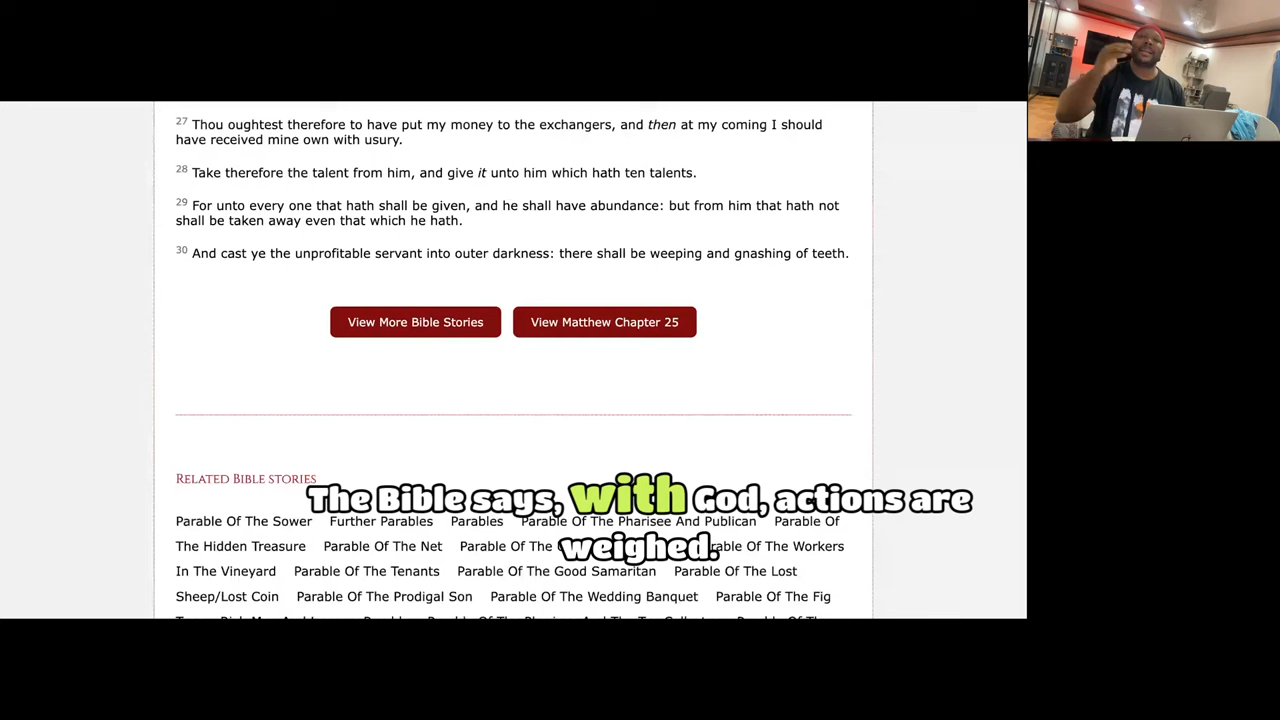 27 Thou oughtest therefore to have put my money to the exchangers, and then at my coming I should
have received mine own with usury.
28 Take therefore the talent from him, and give it unto him which hath ten talents.
29 For unto every one that hath shall be given, and he shall have abundance: but from him that hath not
shall be taken away even that which he hath.
30 And cast ye the unprofitable servant into outer darkness: there shall be weeping and gnashing of teeth.
View More Bible Stories View Matthew Chapter 25
RELATED BIBLE STORIES
The Bible says, with God, actions are
weighed.
Parable Of The Sower Further Parables Parables Parable Of The Pharisee And Publican Parable Of
The Hidden Treasure Parable Of The Net Parable Of The Parable Of The Workers
In The Vineyard Parable Of The Tenants Parable Of The Good Samaritan Parable Of The Lost
Sheep/Lost Coin Parable Of The Prodigal Son Parable Of The Wedding Banquet Parable Of The Fig